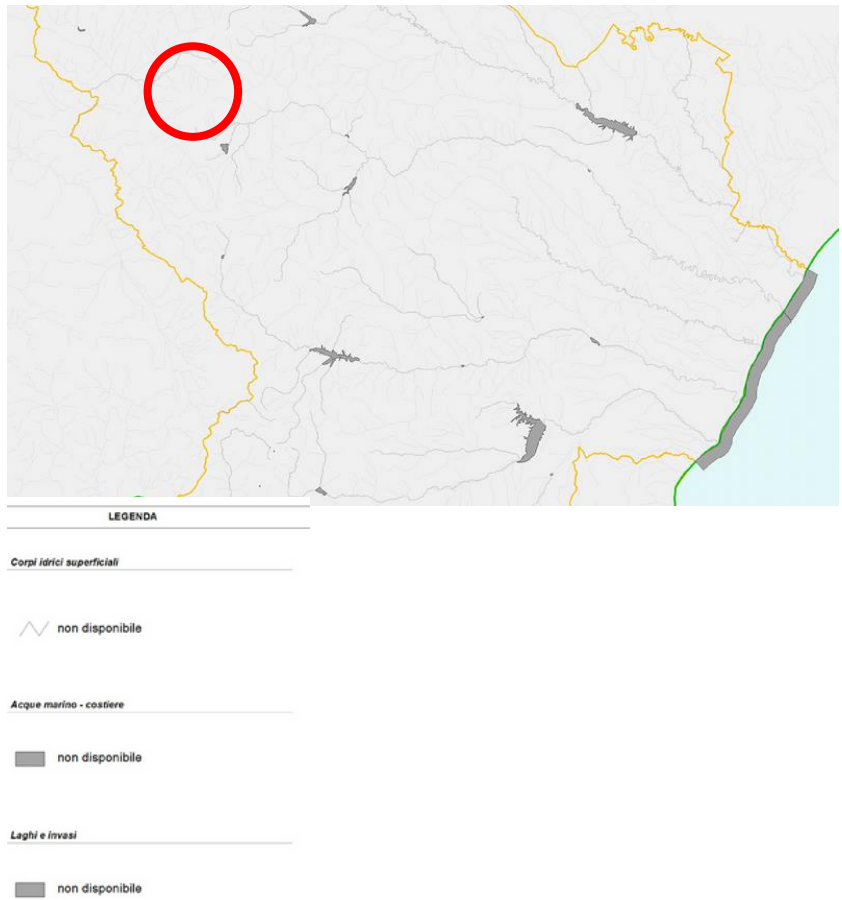 LEGENDA
Corpi idrici superficiali
non disponibile
Acque marino - costiere
non disponibile
Laghi e invasi
non disponibile